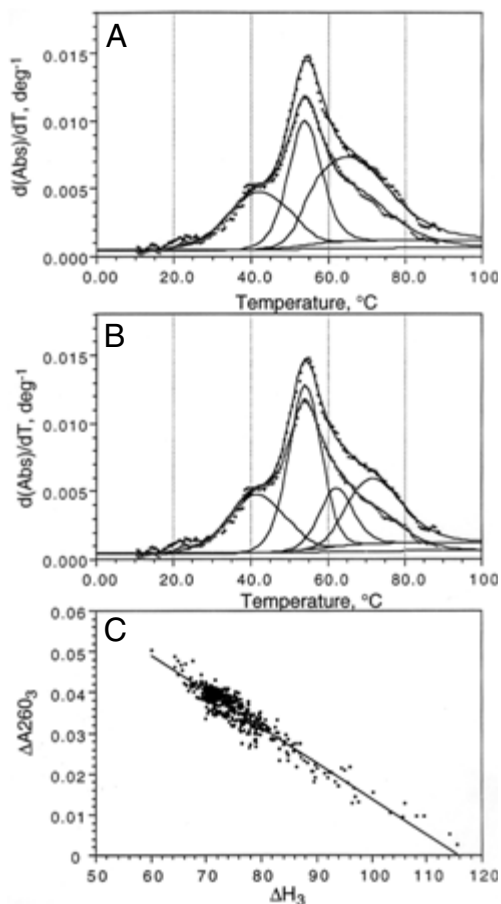 A
d(Abs)/dT, deg-1
0.015
0.010
0.005
0.000
0.00 20.0 40.0 60.0 80.0 100
Temperature, °C
B
d(Abs)/dT, deg-1
0.015
0.010
0.005
0.000
0.00 20.0 40.0 60.0 80.0 100
Temperature, °C
C
ΔA260₃
0.06
0.05
0.04
0.03
0.02
0.01
0
50 60 70 80 90 100 110 120
ΔH₃